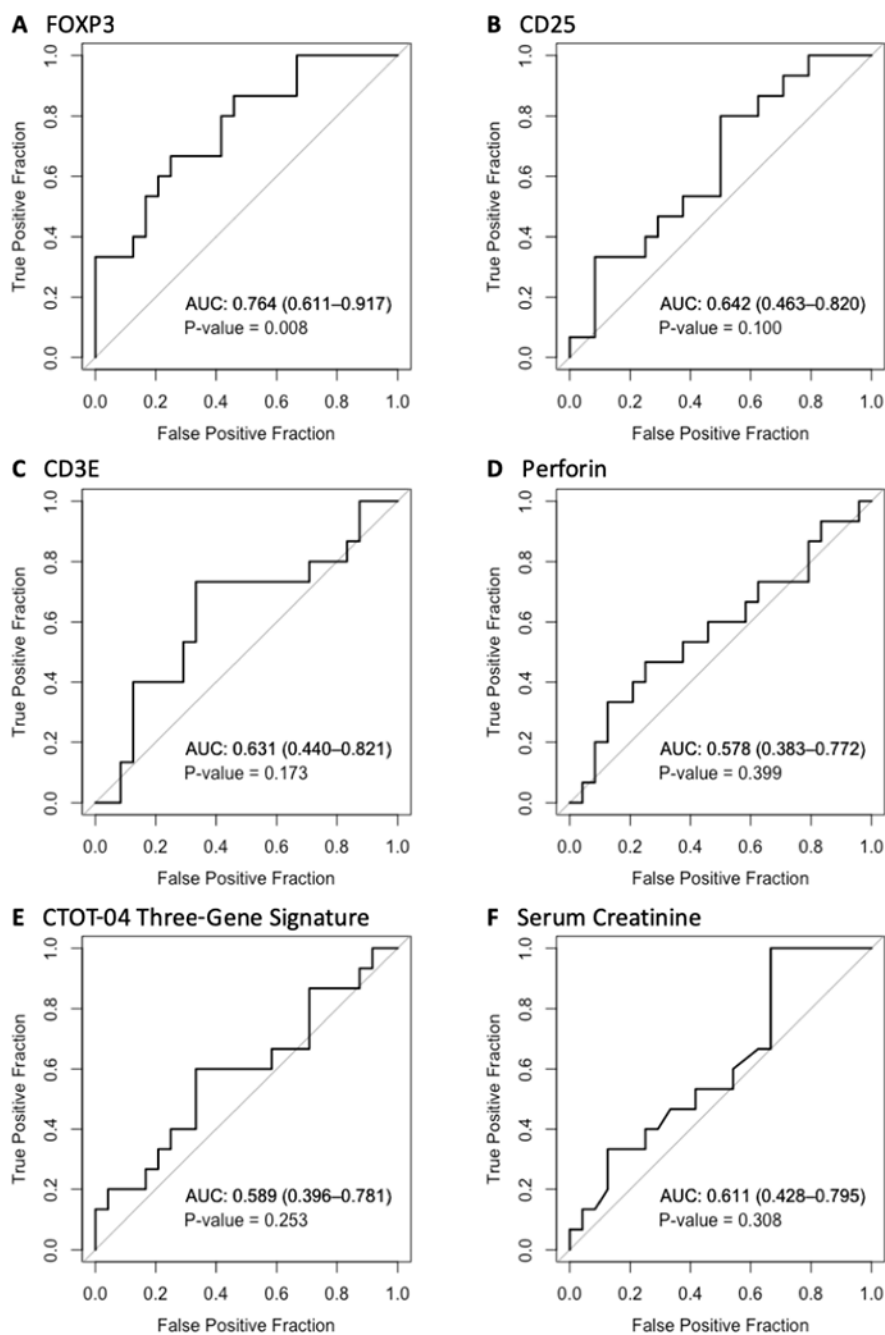 A FOXP3
True Positive Fraction
0.0 0.2 0.4 0.6 0.8 1.0
AUC: 0.764 (0.611–0.917)
P-value = 0.008
0.0 0.2 0.4 0.6 0.8 1.0
False Positive Fraction
B CD25
True Positive Fraction
0.0 0.2 0.4 0.6 0.8 1.0
AUC: 0.642 (0.463–0.820)
P-value = 0.100
0.0 0.2 0.4 0.6 0.8 1.0
False Positive Fraction
C CD3E
True Positive Fraction
0.0 0.2 0.4 0.6 0.8 1.0
AUC: 0.631 (0.440–0.821)
P-value = 0.173
0.0 0.2 0.4 0.6 0.8 1.0
False Positive Fraction
D Perforin
True Positive Fraction
0.0 0.2 0.4 0.6 0.8 1.0
AUC: 0.578 (0.383–0.772)
P-value = 0.399
0.0 0.2 0.4 0.6 0.8 1.0
False Positive Fraction
E CTOT-04 Three-Gene Signature
True Positive Fraction
0.0 0.2 0.4 0.6 0.8 1.0
AUC: 0.589 (0.396–0.781)
P-value = 0.253
0.0 0.2 0.4 0.6 0.8 1.0
False Positive Fraction
F Serum Creatinine
True Positive Fraction
0.0 0.2 0.4 0.6 0.8 1.0
AUC: 0.611 (0.428–0.795)
P-value = 0.308
0.0 0.2 0.4 0.6 0.8 1.0
False Positive Fraction